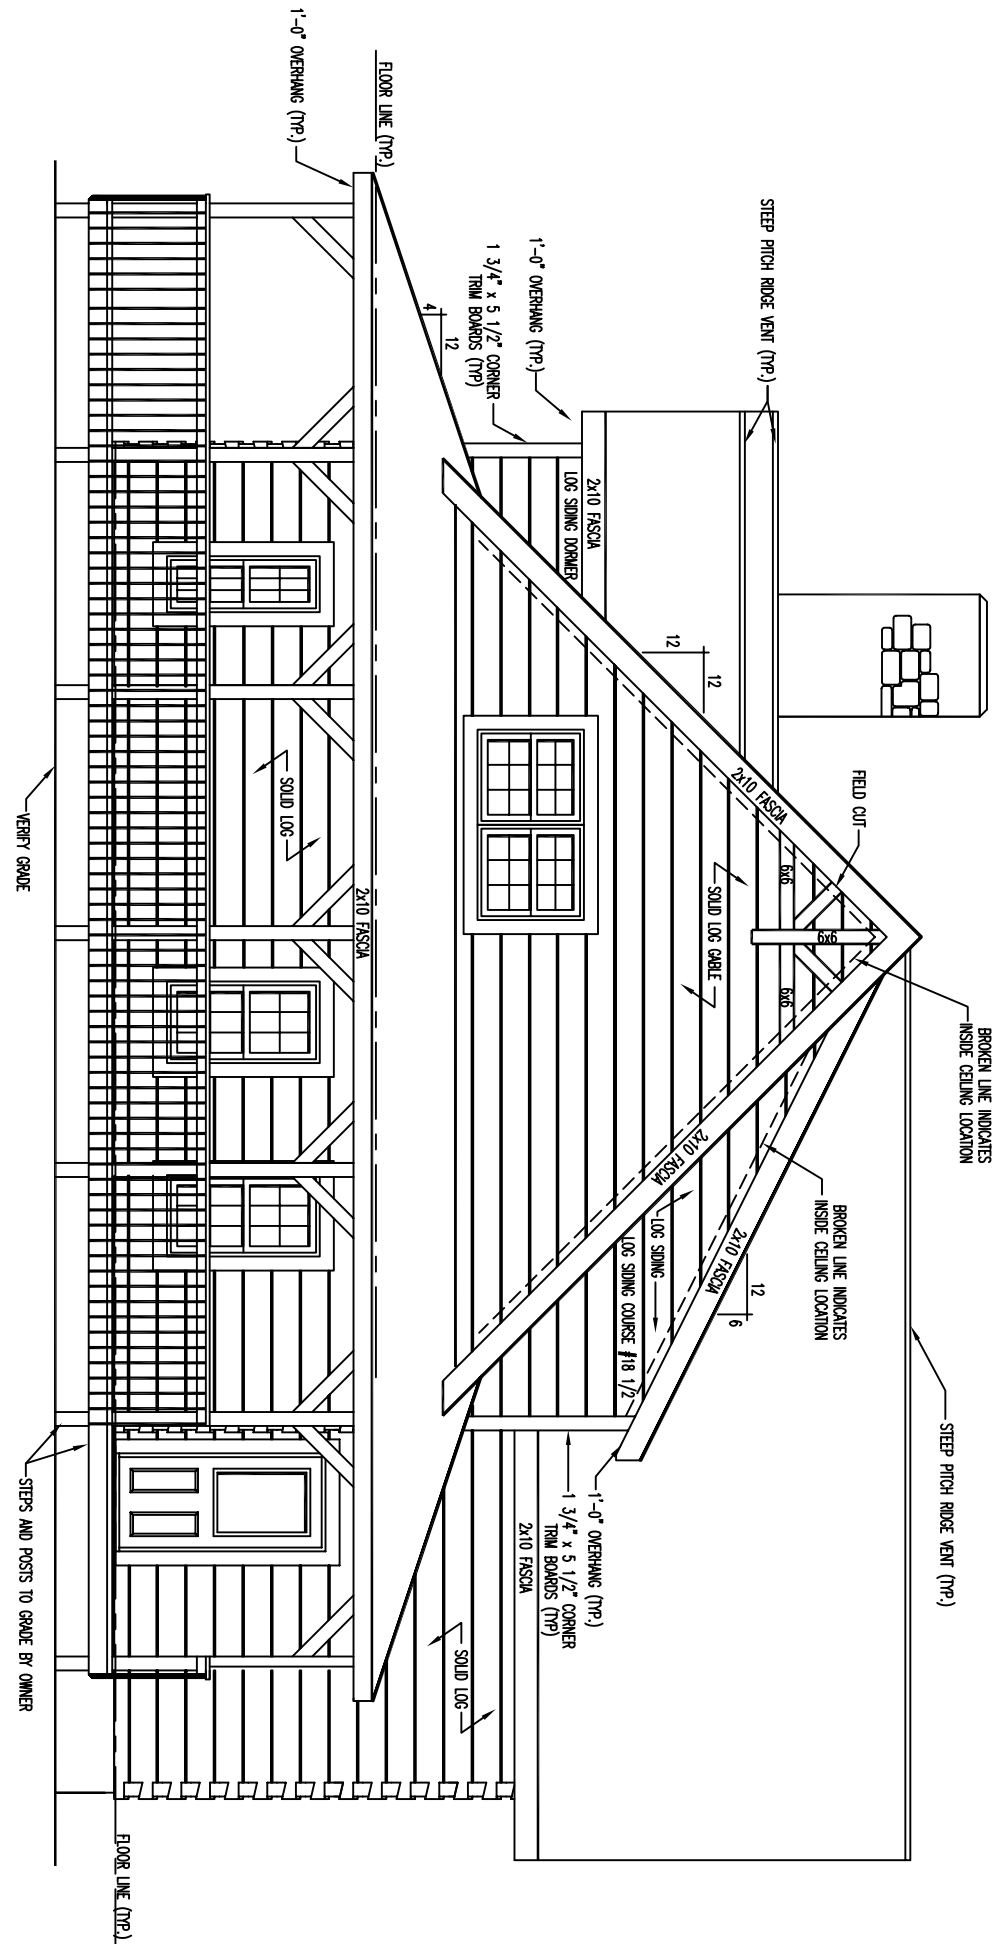 BROKEN LINE INDICATES
INSIDE CEILING LOCATION
STEEP PITCH RIDGE VENT (TYP.)
STEEP PITCH RIDGE VENT (TYP.)
FIELD CUT
BROKEN LINE INDICATES
INSIDE CEILING LOCATION
6x6
6x6
6x6
2x10 FASCIA
12
12
SOLID LOG GABLE
2x10 FASCIA
2x10 FASCIA
12
6
LOG SIDING
LOG SIDING COURSE #18 1/2
1'-0" OVERHANG (TYP.)
2x10 FASCIA
LOG SIDING DORMER
1 3/4" x 5 1/2" CORNER
TRIM BOARDS (TYP)
1'-0" OVERHANG (TYP.)
1 3/4" x 5 1/2" CORNER
TRIM BOARDS (TYP)
2x10 FASCIA
12
4
FLOOR LINE (TYP.)
1'-0" OVERHANG (TYP.)
2x10 FASCIA
SOLID LOG
SOLID LOG
VERIFY GRADE
STEPS AND POSTS TO GRADE BY OWNER
FLOOR LINE (TYP.)